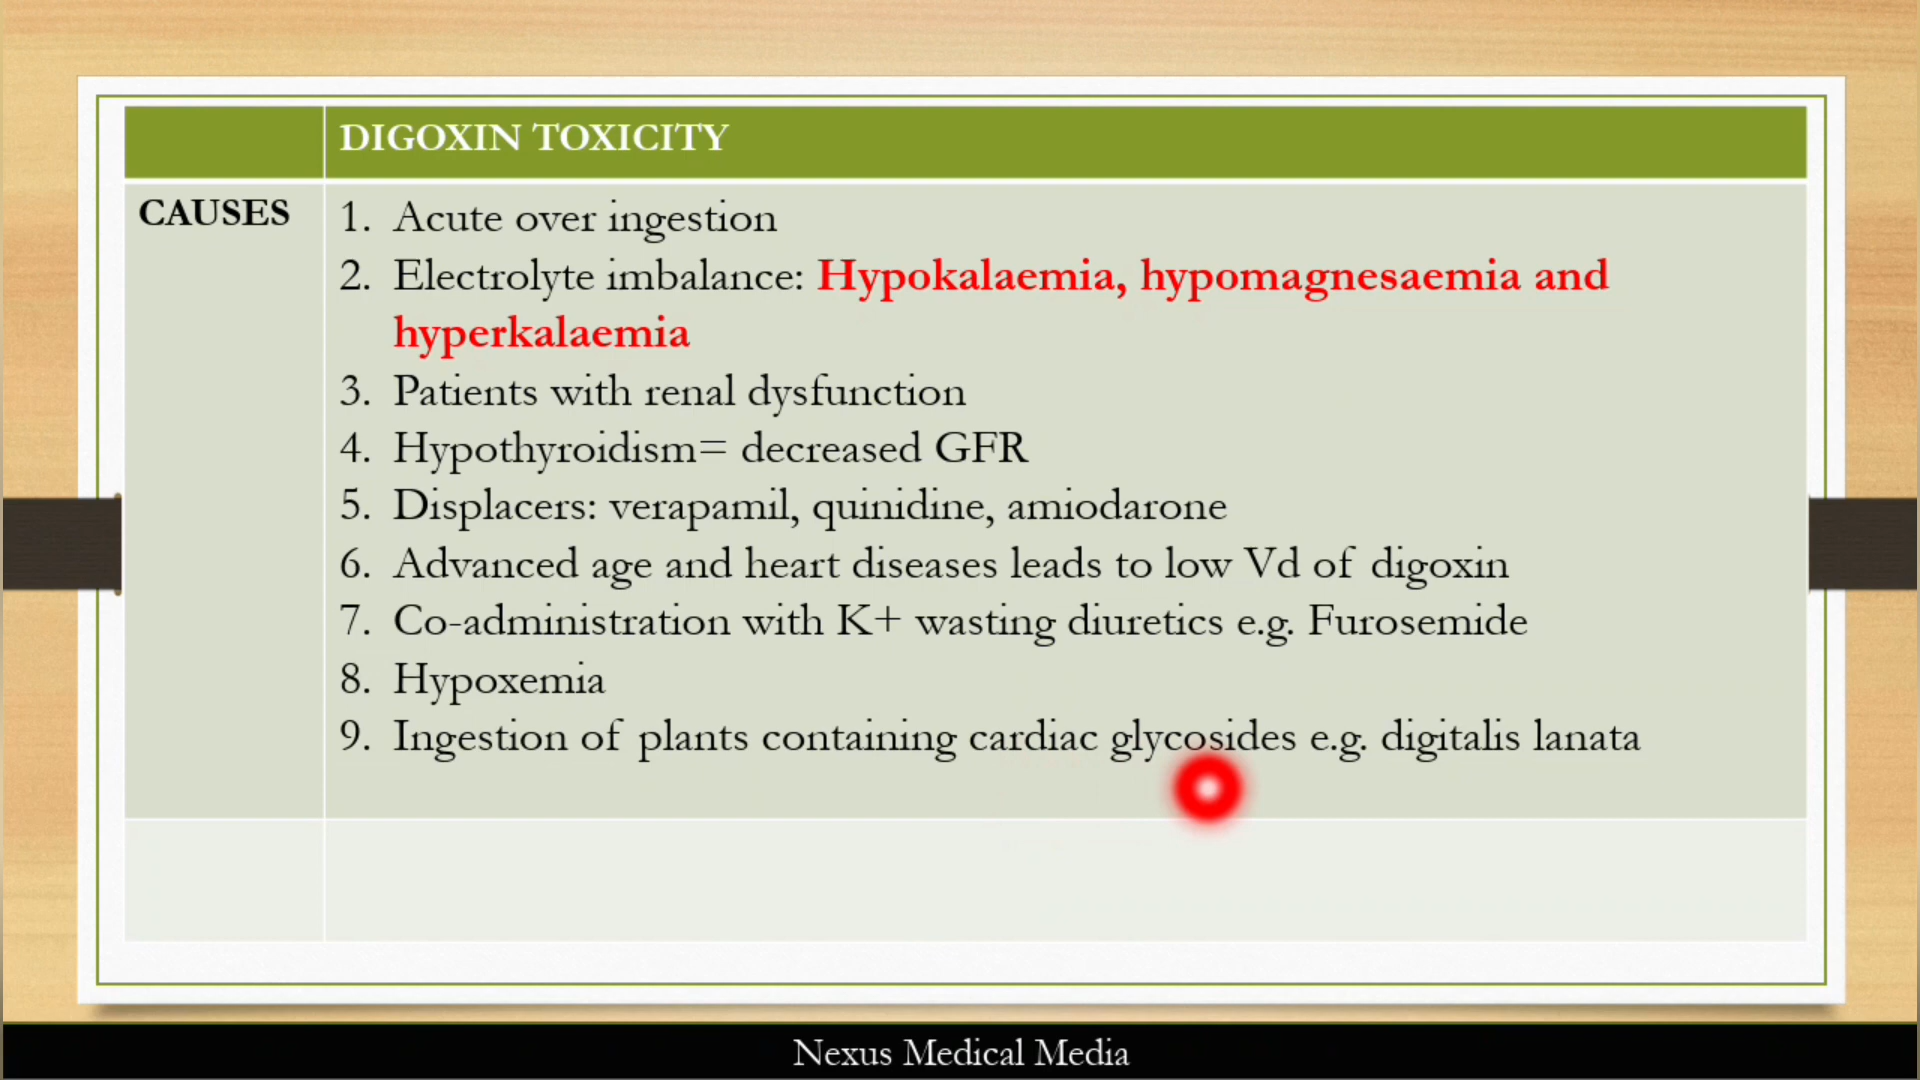 DIGOXIN TOXICITY
CAUSES
1. Acute over ingestion
2. Electrolyte imbalance: Hypokalaemia, hypomagnesaemia and
hyperkalaemia
3. Patients with renal dysfunction
4. Hypothyroidism= decreased GFR
5. Displacers: verapamil, quinidine, amiodarone
6. Advanced age and heart diseases leads to low Vd of digoxin
7. Co-administration with K+ wasting diuretics e.g. Furosemide
8. Hypoxemia
9. Ingestion of plants containing cardiac glycosides e.g. digitalis lanata
Nexus Medical Media